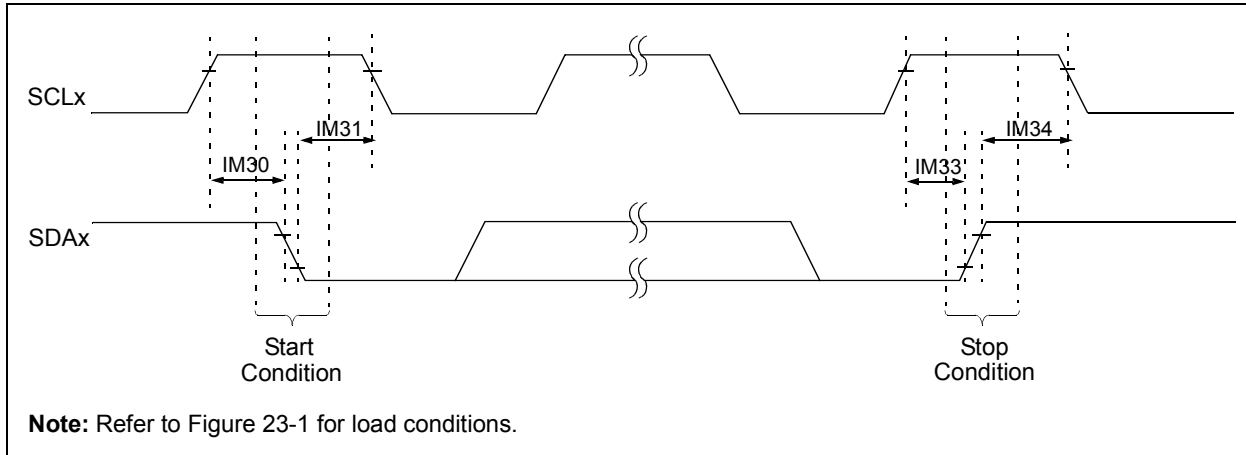 SCLx
IM31
IM34
IM30
IM33
SDAx
Start
Condition
Stop
Condition
Note: Refer to Figure 23-1 for load conditions.